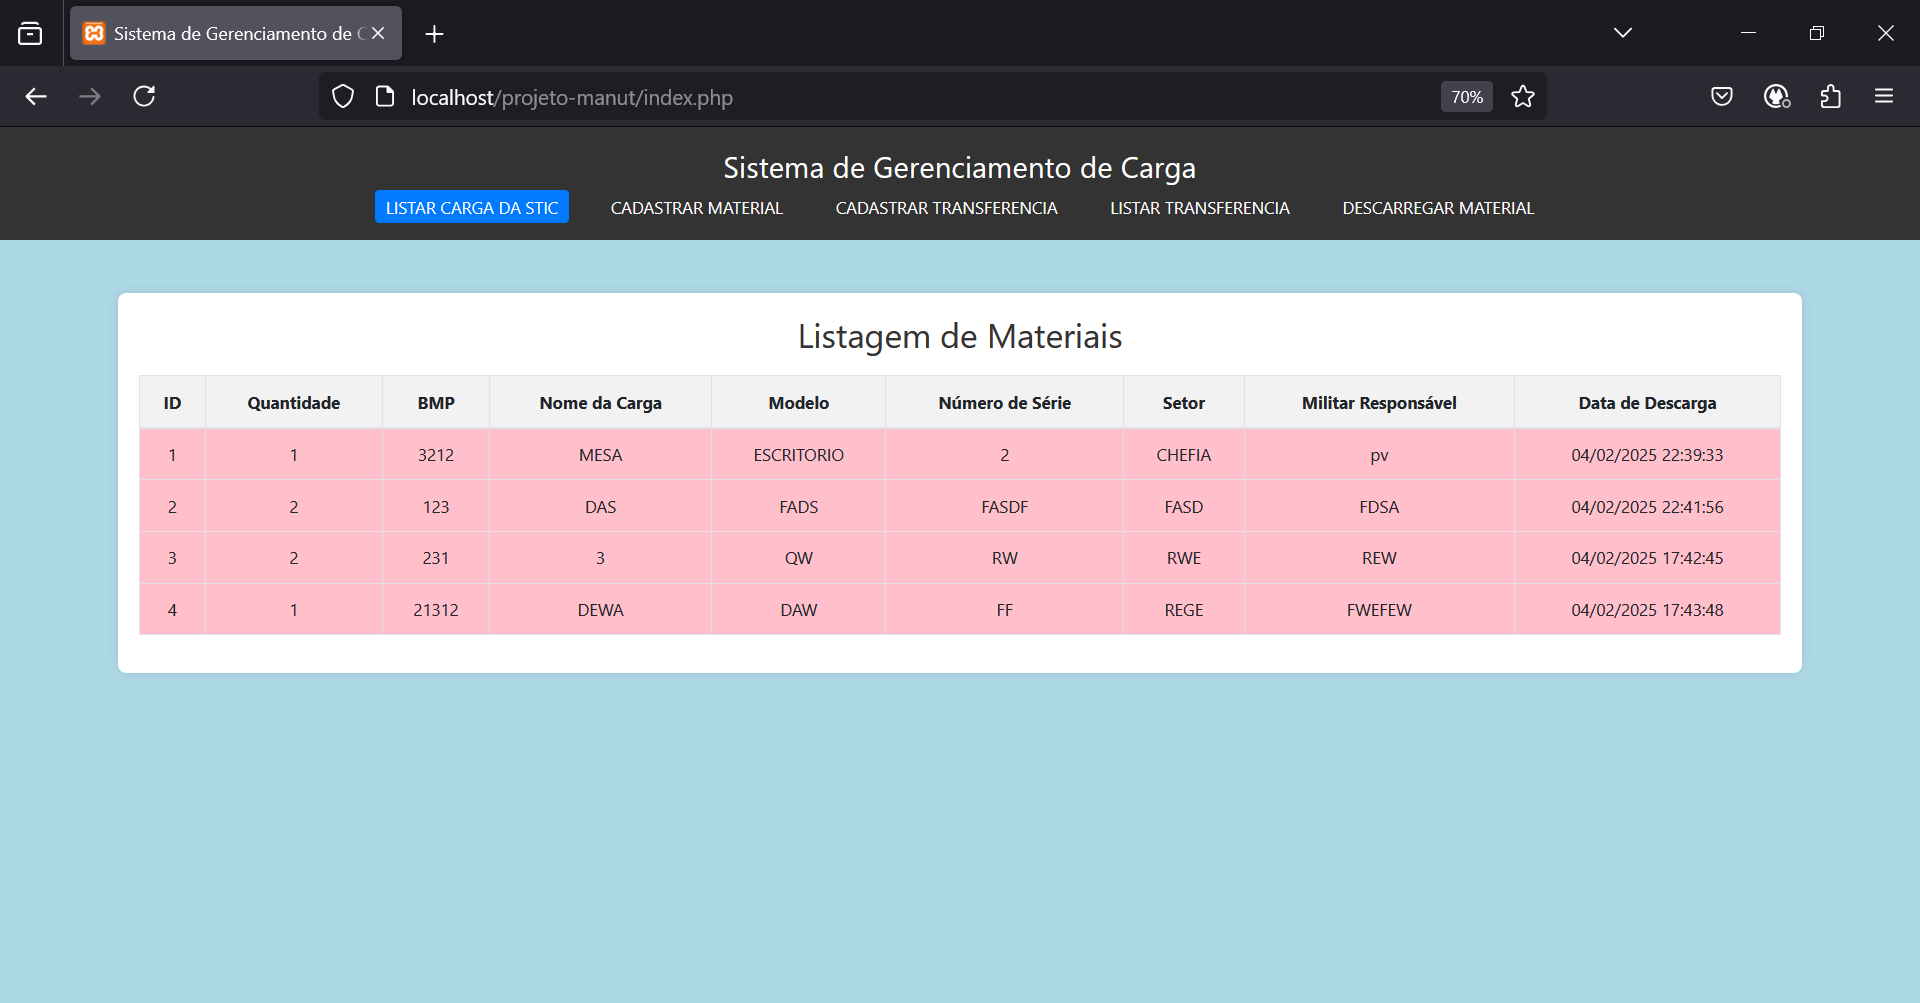 Sistema de Gerenciamento de C
localhost/projeto-manut/index.php
70%
Sistema de Gerenciamento de Carga
LISTAR CARGA DA STIC CADASTRAR MATERIAL CADASTRAR TRANSFERENCIA LISTAR TRANSFERENCIA DESCARREGAR MATERIAL
Listagem de Materiais
ID Quantidade BMP Nome da Carga Modelo Número de Série Setor Militar Responsável Data de Descarga
1 1 3212 MESA ESCRITORIO 2 CHEFIA pv 04/02/2025 22:39:33
2 2 123 DAS FADS FASDF FASD FDSA 04/02/2025 22:41:56
3 2 231 3 QW RW RWE REW 04/02/2025 17:42:45
4 1 21312 DEWA DAW FF REGE FWEFEW 04/02/2025 17:43:48